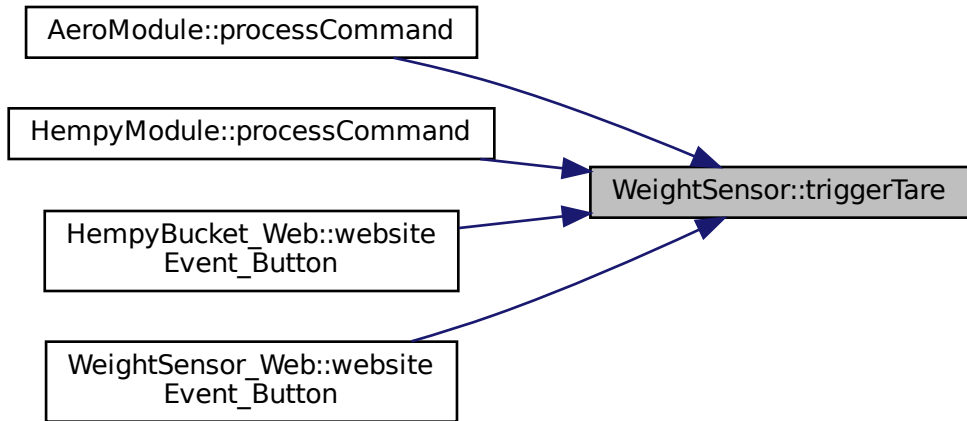 AeroModule::processCommand
HempyModule::processCommand
WeightSensor::triggerTare
HempyBucket_Web::website
Event_Button
WeightSensor_Web::website
Event_Button